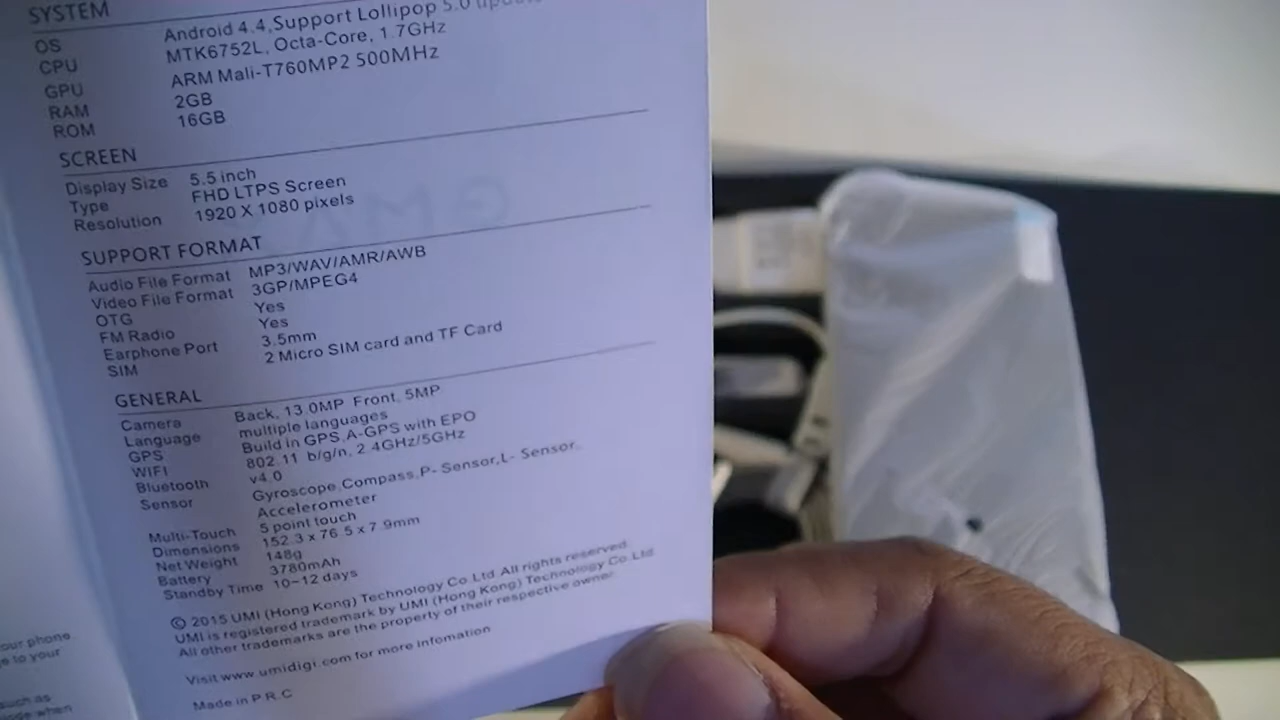 SYSTEM
OS Android 4.4,Support Lollipop 5.0 update
CPU MTK6752L, Octa-Core, 1.7GHz
GPU ARM Mali-T760MP2 500MHz
RAM 2GB
ROM 16GB
SCREEN
Display Size 5.5 inch
Type FHD LTPS Screen
Resolution 1920 X 1080 pixels
SUPPORT FORMAT
Audio File Format MP3/WAV/AMR/AWB
Video File Format 3GP/MPEG4
OTG Yes
FM Radio Yes
Earphone Port 3.5mm
SIM 2 Micro SIM card and TF Card
GENERAL
Camera Back, 13.0MP Front, 5MP
Language multiple languages
GPS Build in GPS,A-GPS with EPO
WIFI 802.11 b/g/n, 2.4GHz/5GHz
Bluetooth v4.0
Sensor Gyroscope,Compass,P- Sensor,L- Sensor,
Accelerometer
Multi-Touch 5 point touch
Dimensions 152.3 x 76.5 x 7.9mm
Net Weight 148g
Battery 3780mAh
Standby Time 10~12 days
© 2015 UMI (Hong Kong) Technology Co.Ltd. All rights reserved.
UMI is registered trademark by UMI (Hong Kong) Technology Co.Ltd.
All other trademarks are the property of their respective owner.
Visit www.umidigi.com for more infomation
Made in P.R.C
our phone
to your
such as
when